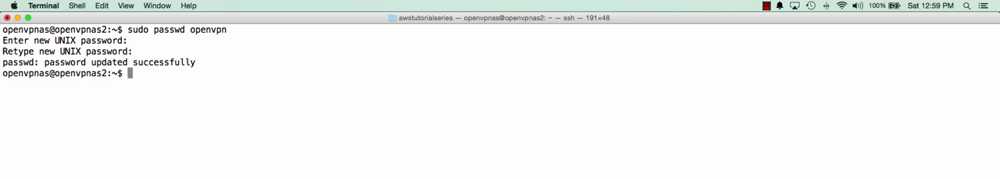 Terminal Shell Edit View Window Help 100% Sat 12:59 PM
awstutorialseries — openvpnas@openvpnas2: ~ — ssh — 191×48
openvpnas@openvpnas2:~$ sudo passwd openvpn
Enter new UNIX password:
Retype new UNIX password:
passwd: password updated successfully
openvpnas@openvpnas2:~$